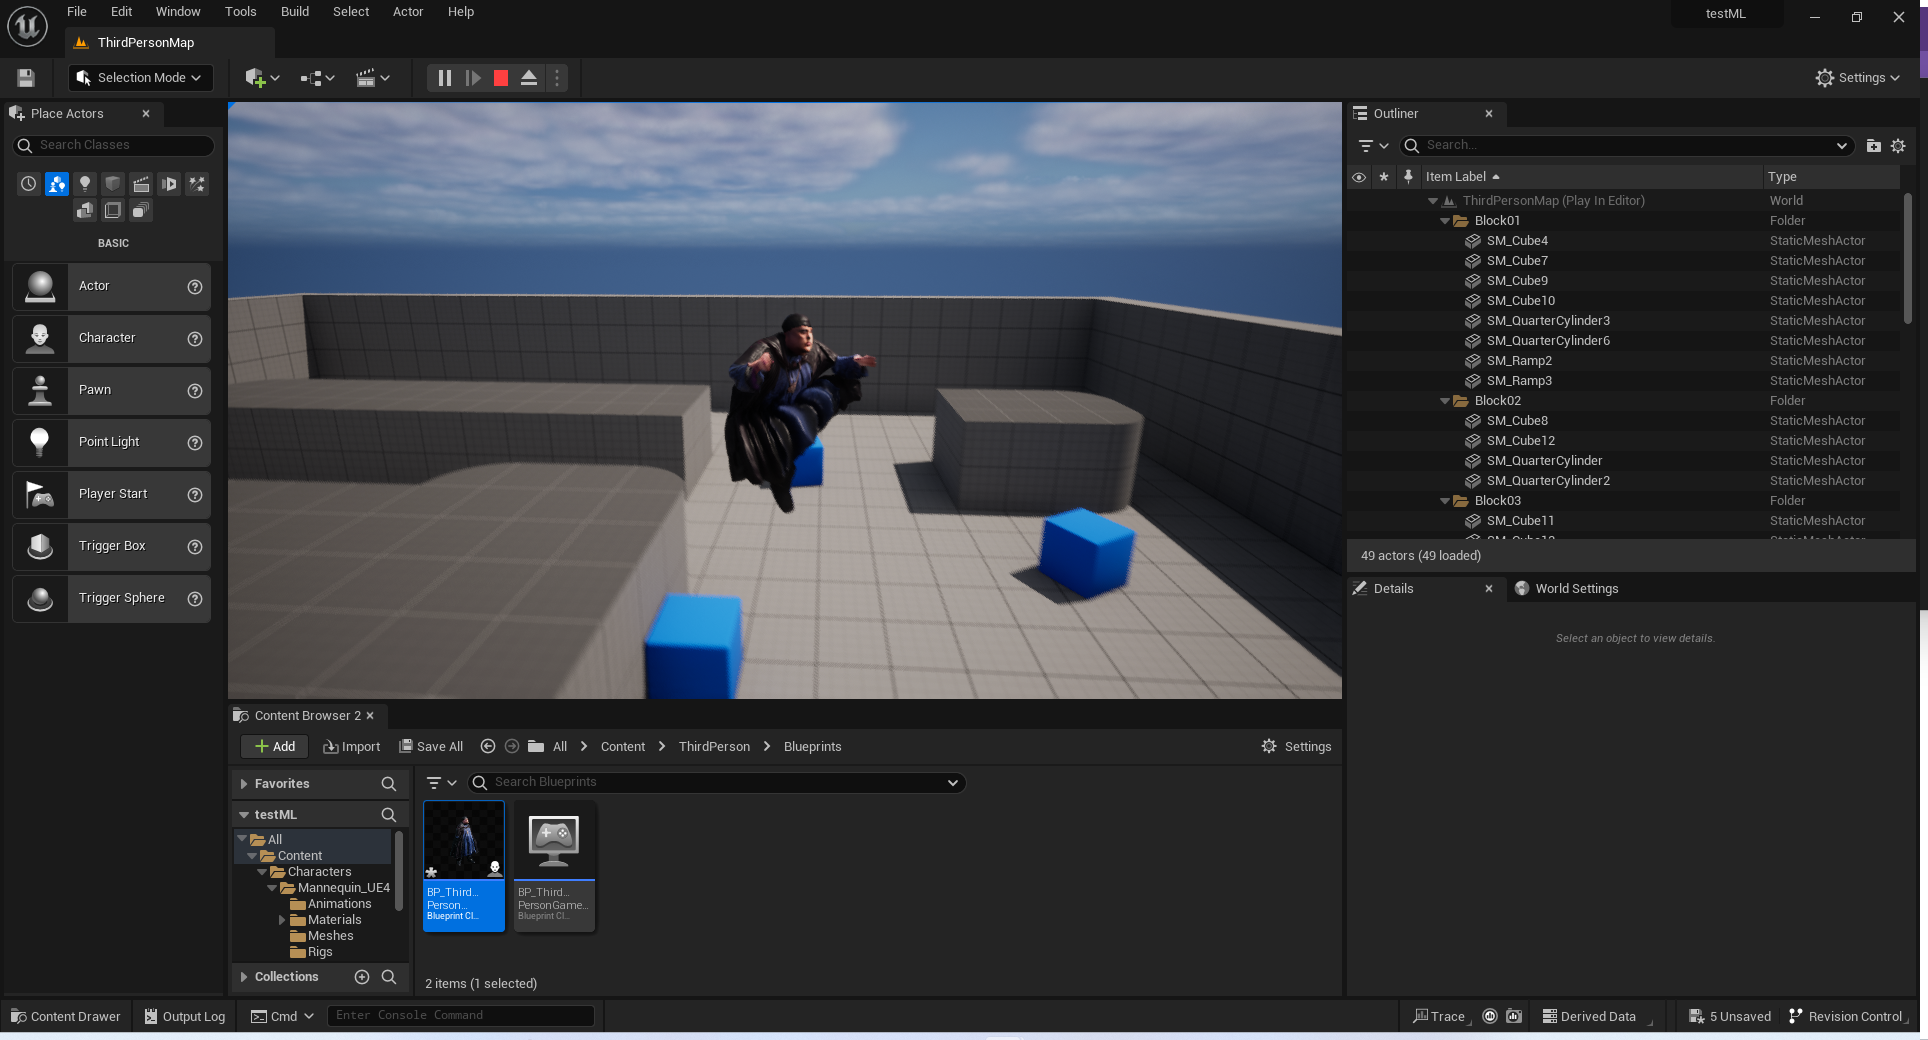 File Edit Window Tools Build Select Actor Help
testML
ThirdPersonMap
Selection Mode
Settings
Place Actors
Search Classes
BASIC
Actor
Character
Pawn
Point Light
Player Start
Trigger Box
Trigger Sphere
Outliner
Search...
Item Label Type
ThirdPersonMap (Play In Editor) World
Block01 Folder
SM_Cube4 StaticMeshActor
SM_Cube7 StaticMeshActor
SM_Cube9 StaticMeshActor
SM_Cube10 StaticMeshActor
SM_QuarterCylinder3 StaticMeshActor
SM_QuarterCylinder6 StaticMeshActor
SM_Ramp2 StaticMeshActor
SM_Ramp3 StaticMeshActor
Block02 Folder
SM_Cube8 StaticMeshActor
SM_Cube12 StaticMeshActor
SM_QuarterCylinder StaticMeshActor
SM_QuarterCylinder2 StaticMeshActor
Block03 Folder
SM_Cube11 StaticMeshActor
49 actors (49 loaded)
Details
World Settings
Select an object to view details.
Content Browser 2
Add Import Save All All Content ThirdPerson Blueprints
Settings
Favorites
testML
All
Content
Characters
Mannequin_UE4
Animations
Materials
Meshes
Rigs
Collections
Search Blueprints
BP_Third...
Person...
Blueprint Cl...
BP_Third...
PersonGame...
Blueprint Cl...
2 items (1 selected)
Content Drawer Output Log Cmd Enter Console Command
Trace Derived Data 5 Unsaved Revision Control